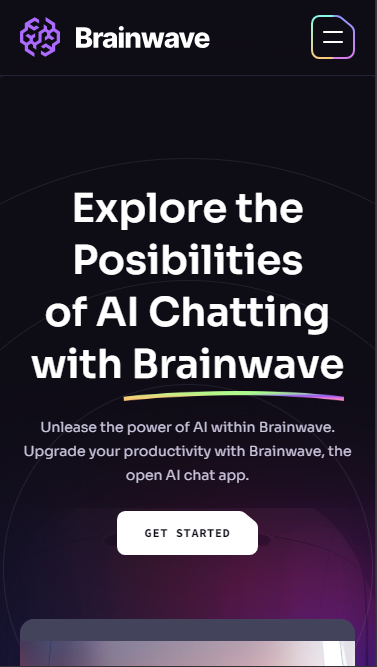 Brainwave
Explore the
Posibilities
of AI Chatting
with Brainwave
Unlease the power of AI within Brainwave.
Upgrade your productivity with Brainwave, the
open AI chat app.
GET STARTED